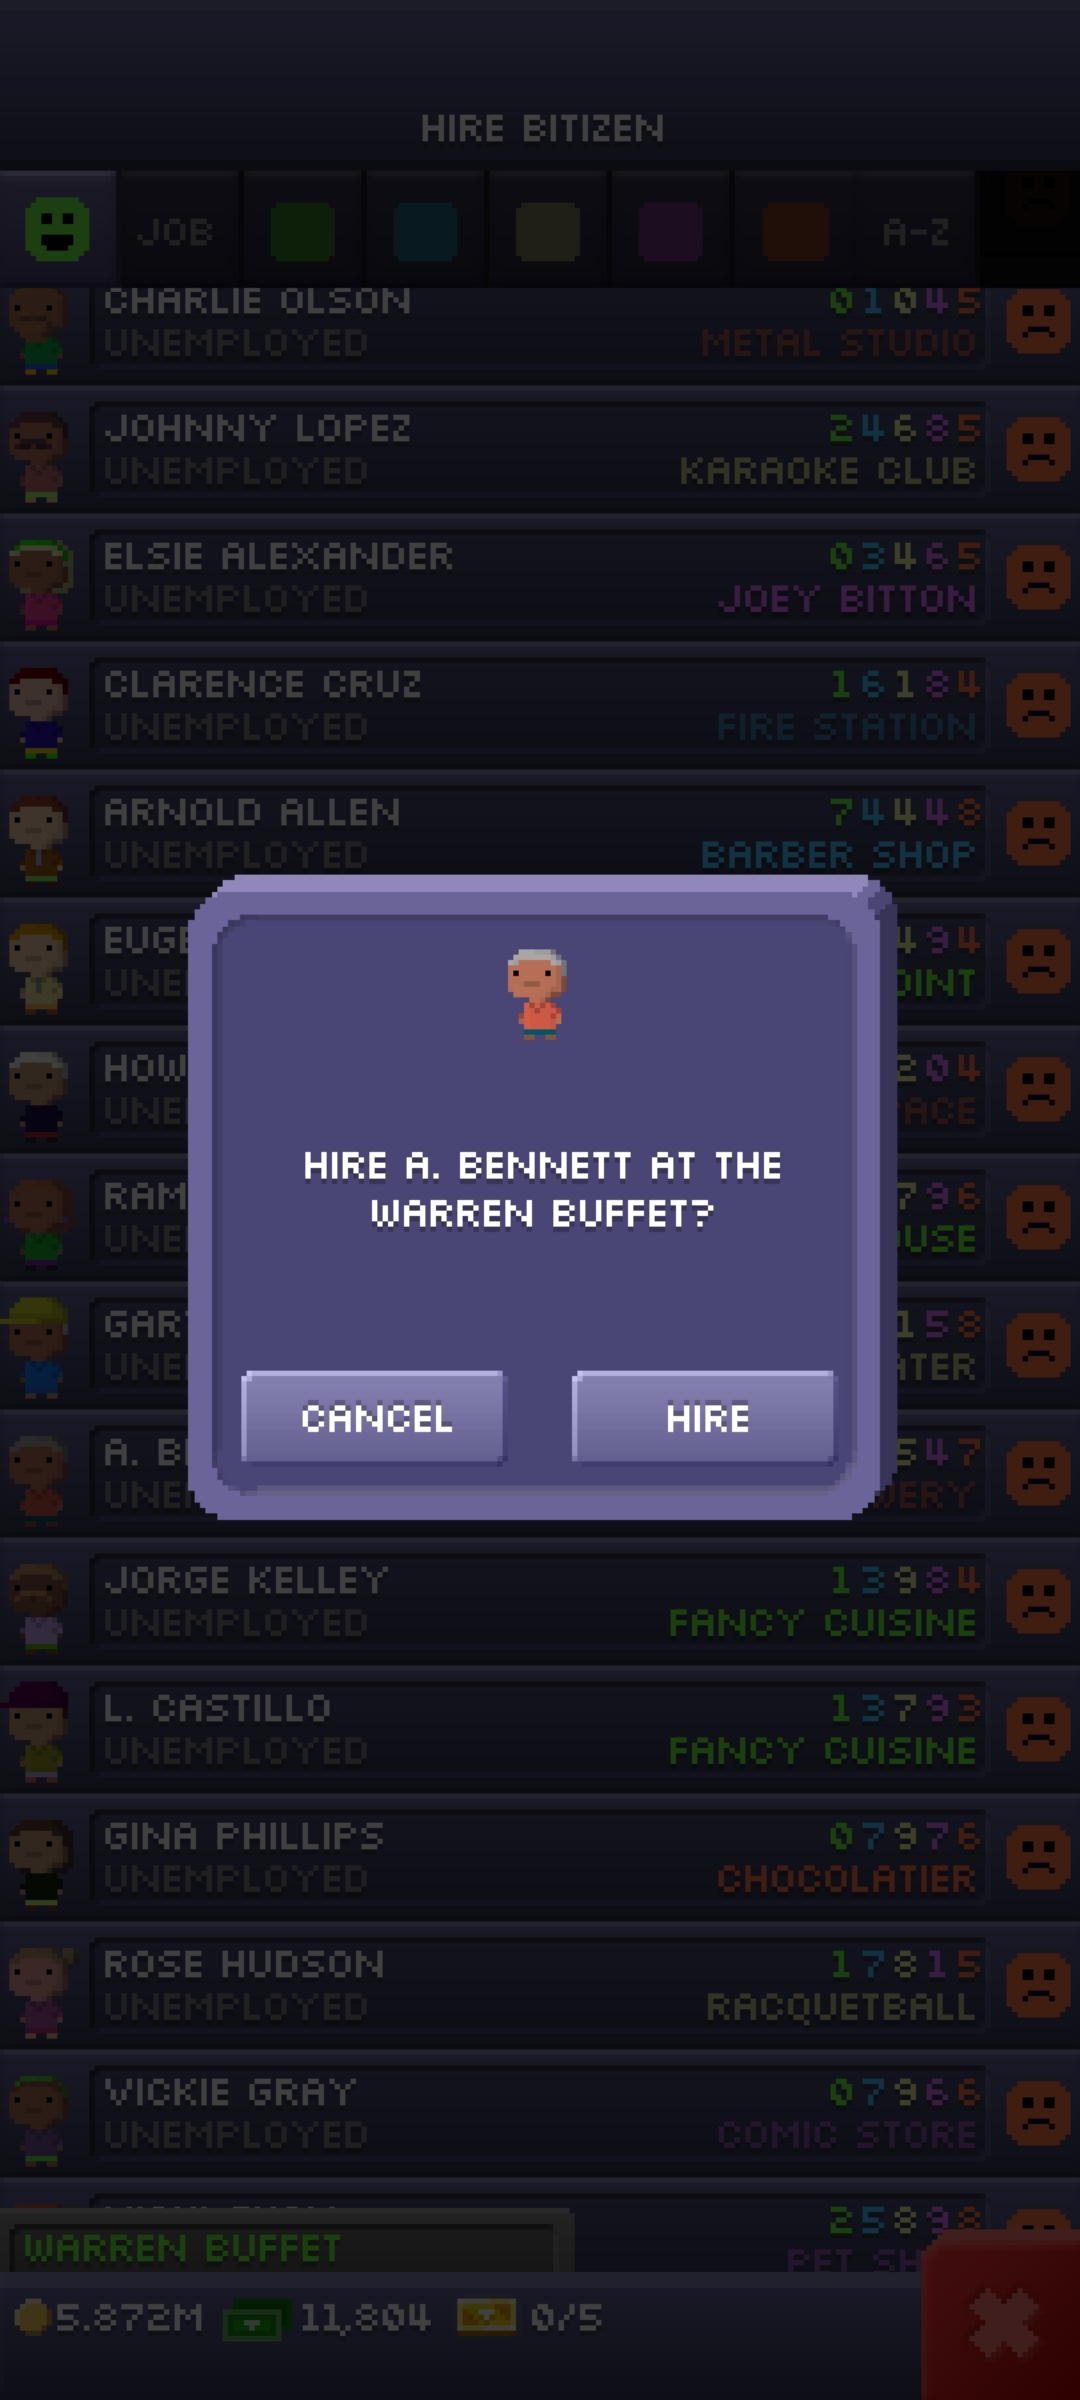 HIRE BITIZEN
JOB
A-Z
CHARLIE OLSON 01045
UNEMPLOYED METAL STUDIO
JOHNNY LOPEZ 24685
UNEMPLOYED KARAOKE CLUB
ELSIE ALEXANDER 03465
UNEMPLOYED JOEY BITTON
CLARENCE CRUZ 16184
UNEMPLOYED FIRE STATION
ARNOLD ALLEN 74448
UNEMPLOYED BARBER SHOP
HIRE A. BENNETT AT THE
WARREN BUFFET?
CANCEL HIRE
JORGE KELLEY 13984
UNEMPLOYED FANCY CUISINE
L. CASTILLO 13793
UNEMPLOYED FANCY CUISINE
GINA PHILLIPS 07976
UNEMPLOYED CHOCOLATIER
ROSE HUDSON 17815
UNEMPLOYED RACQUETBALL
VICKIE GRAY 07966
UNEMPLOYED COMIC STORE
25898
WARREN BUFFET
5.872M 11,804 0/5